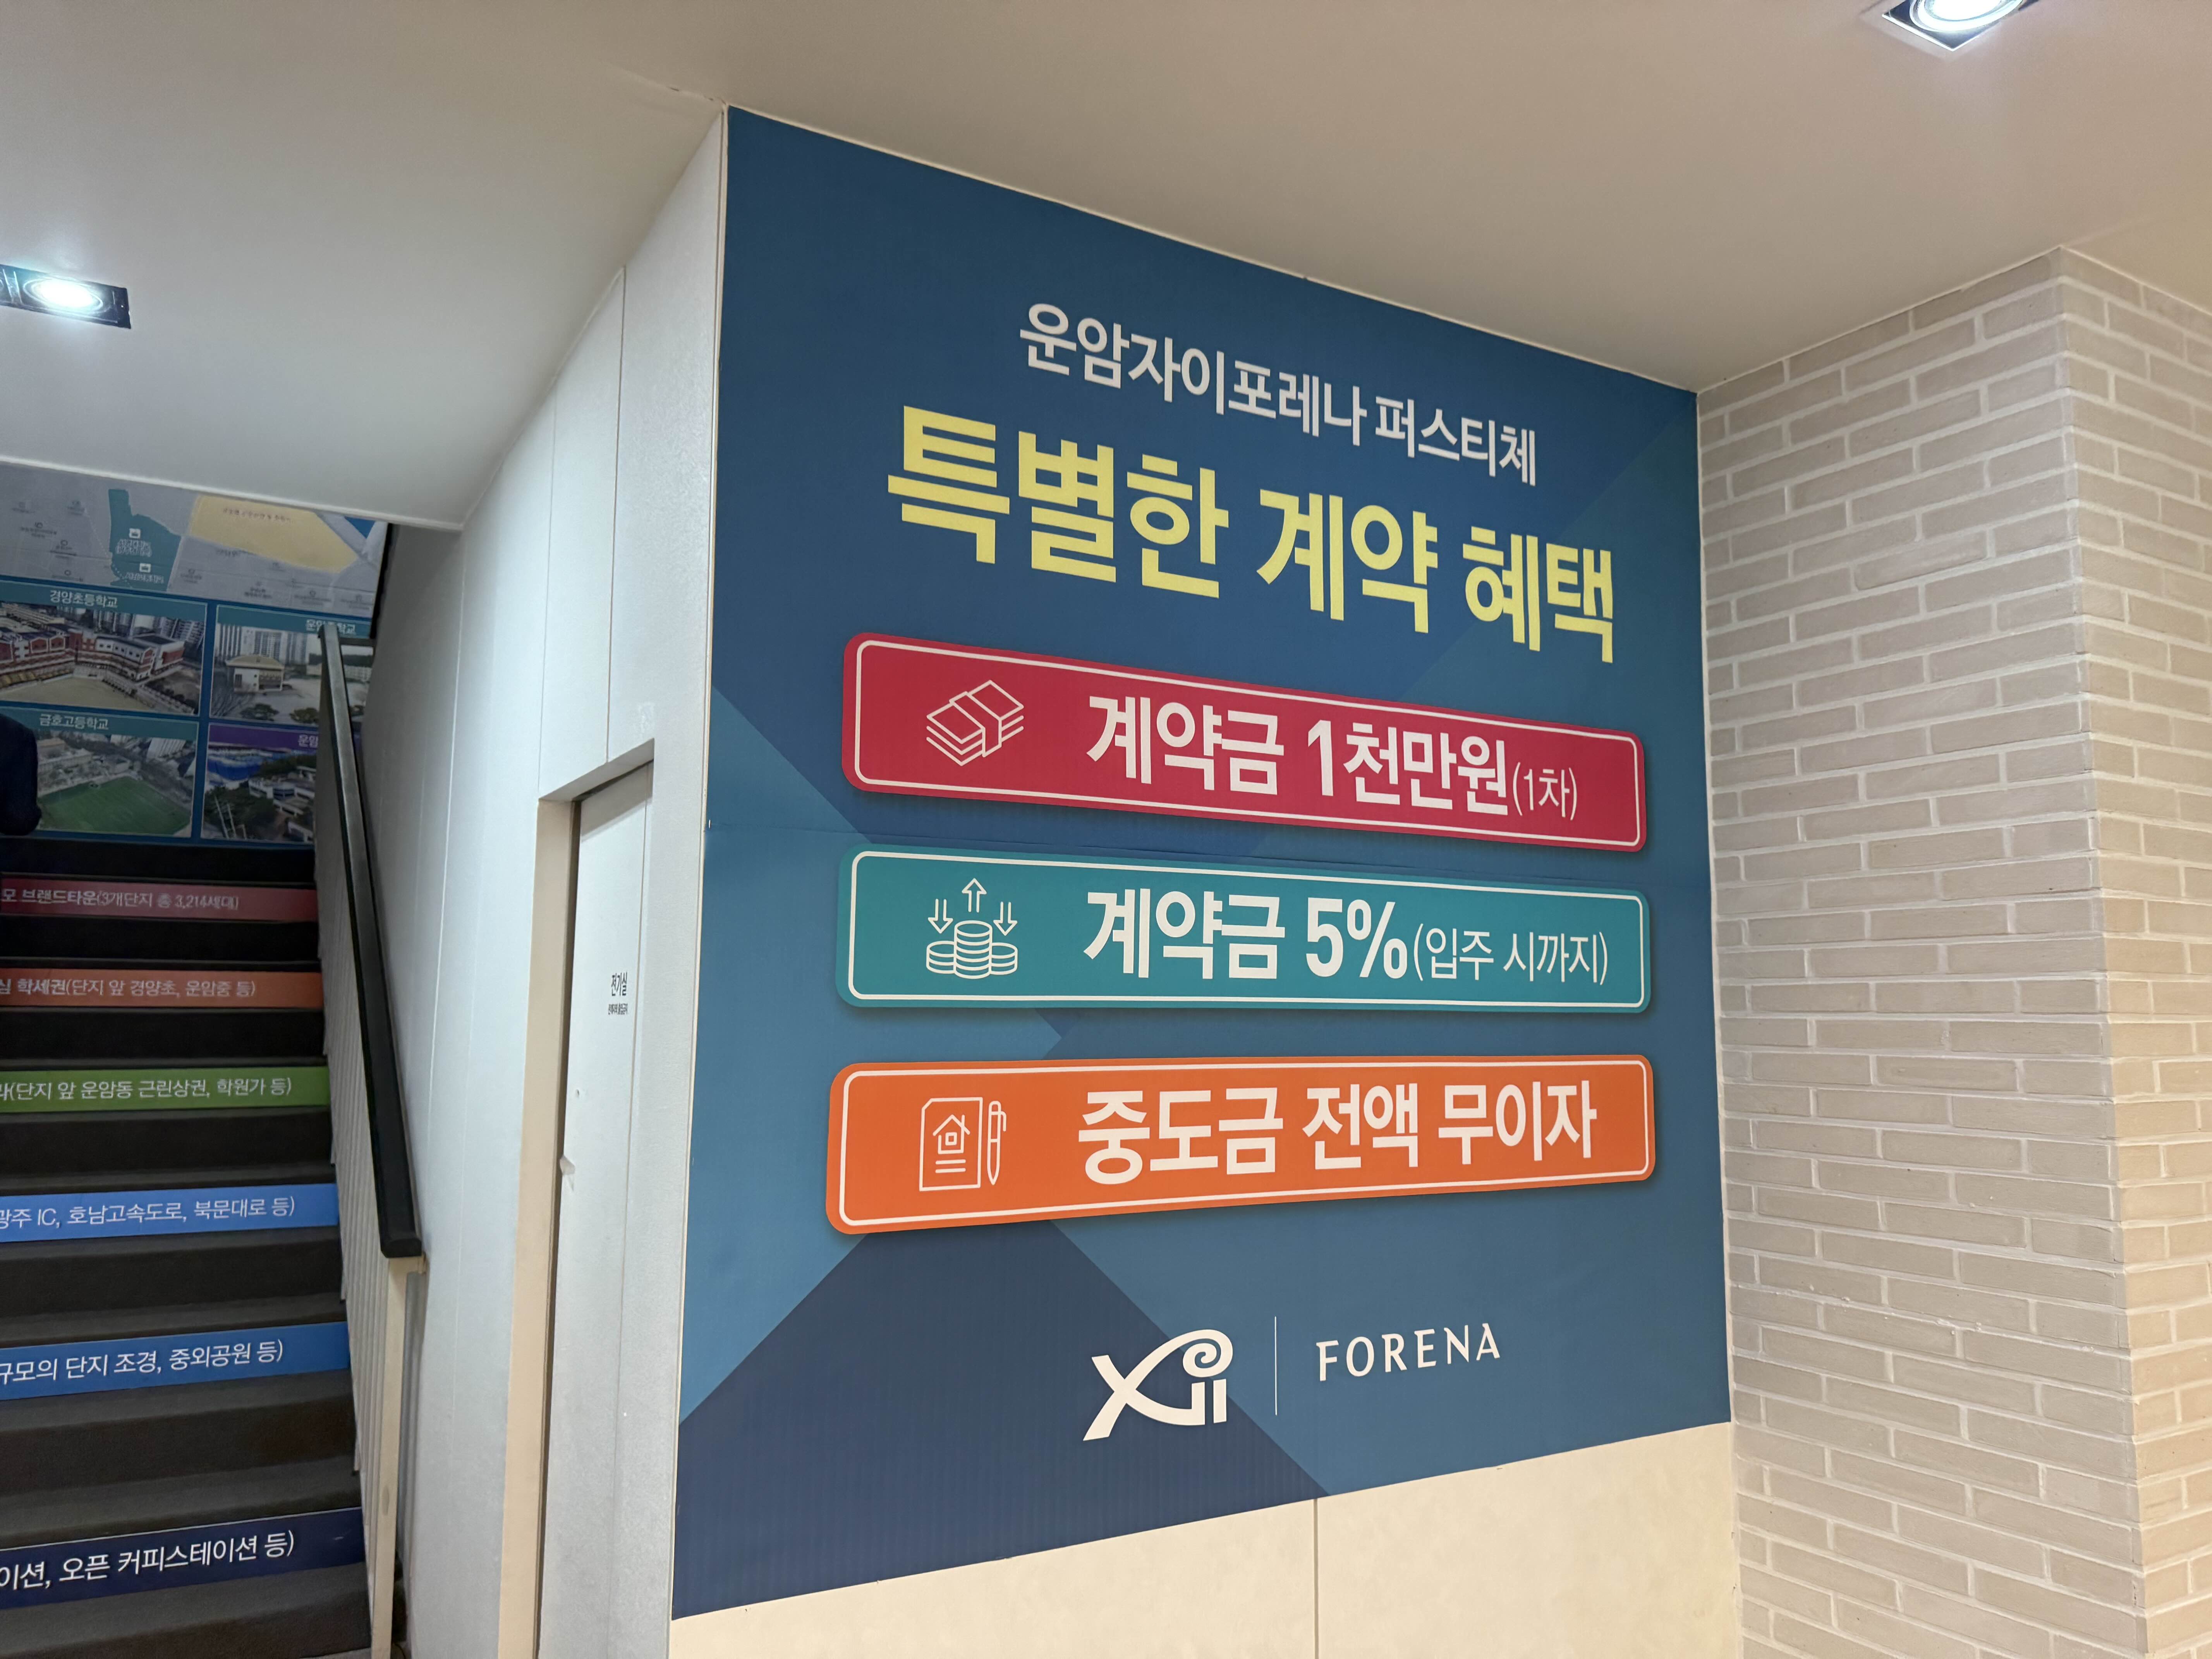 운암자이포레나 퍼스티체
특별한 계약 혜택
계약금 1천만원(1차)
계약금 5%(입주 시까지)
중도금 전액 무이자
Xii
FORENA
전기실
경양초등학교
금호고등학교
모 브랜드타운(3개단지 총 3,214세대)
심 학세권(단지 앞 경양초, 운암중 등)
(단지 앞 운암동 근린상권, 학원가 등)
광주 IC, 호남고속도로, 북문대로 등)
규모의 단지 조경, 중외공원 등)
이션, 오픈 커피스테이션 등)